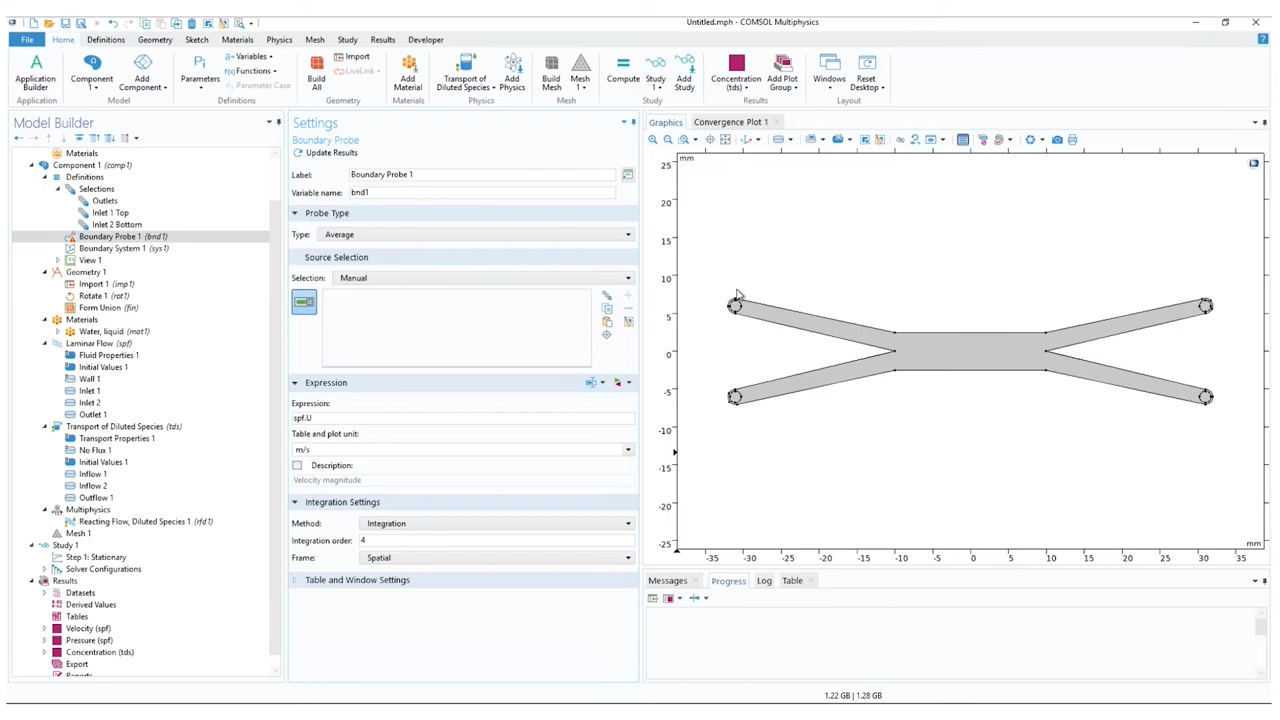 Untitled.mph - COMSOL Multiphysics
File Home Definitions Geometry Sketch Materials Physics Mesh Study Results Developer
Application Builder
Component 1
Add Component
Parameters
a= Variables
f(x) Functions
Parameter Case
Build All
Import
LiveLink
Add Material
Transport of Diluted Species
Add Physics
Build Mesh
Mesh 1
Compute
Study 1
Add Study
Concentration (tds)
Add Plot Group
Windows
Reset Desktop
Application Model Definitions Geometry Materials Physics Mesh Study Results Layout
Model Builder
Materials
Component 1 (comp1)
Definitions
Selections
Outlets
Inlet 1 Top
Inlet 2 Bottom
Boundary Probe 1 (bnd1)
Boundary System 1 (sys1)
View 1
Geometry 1
Import 1 (imp1)
Rotate 1 (rot1)
Form Union (fin)
Materials
Water, liquid (mat1)
Laminar Flow (spf)
Fluid Properties 1
Initial Values 1
Wall 1
Inlet 1
Inlet 2
Outlet 1
Transport of Diluted Species (tds)
Transport Properties 1
No Flux 1
Initial Values 1
Inflow 1
Inflow 2
Outflow 1
Multiphysics
Reacting Flow, Diluted Species 1 (rfd1)
Mesh 1
Study 1
Step 1: Stationary
Solver Configurations
Results
Datasets
Derived Values
Tables
Velocity (spf)
Pressure (spf)
Concentration (tds)
Export
Reports
Settings
Boundary Probe
Update Results
Label: Boundary Probe 1
Variable name: bnd1
Probe Type
Type: Average
Source Selection
Selection: Manual
Expression
Expression:
spf.U
Table and plot unit:
m/s
Description:
Velocity magnitude
Integration Settings
Method: Integration
Integration order: 4
Frame: Spatial
Table and Window Settings
Graphics Convergence Plot 1
mm
25
20
15
10
5
0
-5
-10
-15
-20
-25
mm
-35 -30 -25 -20 -15 -10 -5 0 5 10 15 20 25 30 35
Messages Progress Log Table
1.22 GB | 1.28 GB